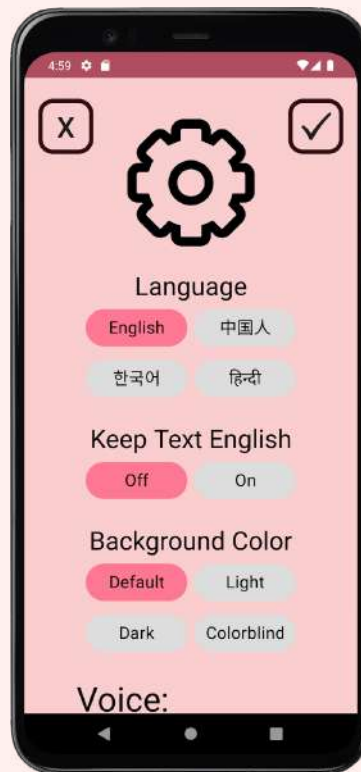 4:59
X
Language
English 中国人
한국어 हिन्दी
Keep Text English
Off On
Background Color
Default Light
Dark Colorblind
Voice: